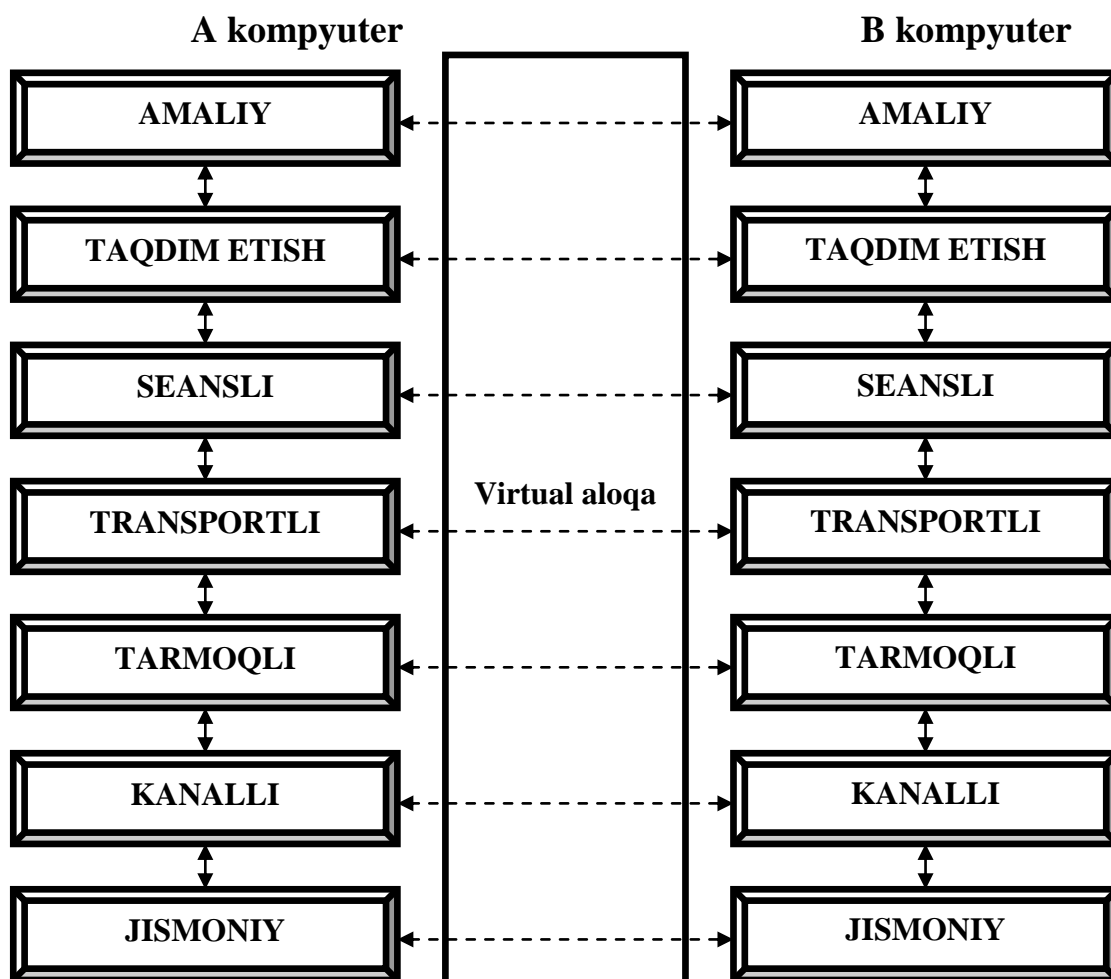 A kompyuter
B kompyuter
AMALIY
AMALIY
TAQDIM ETISH
TAQDIM ETISH
SEANSLI
SEANSLI
Virtual aloqa
TRANSPORTLI
TRANSPORTLI
TARMOQLI
TARMOQLI
KANALLI
KANALLI
JISMONIY
JISMONIY